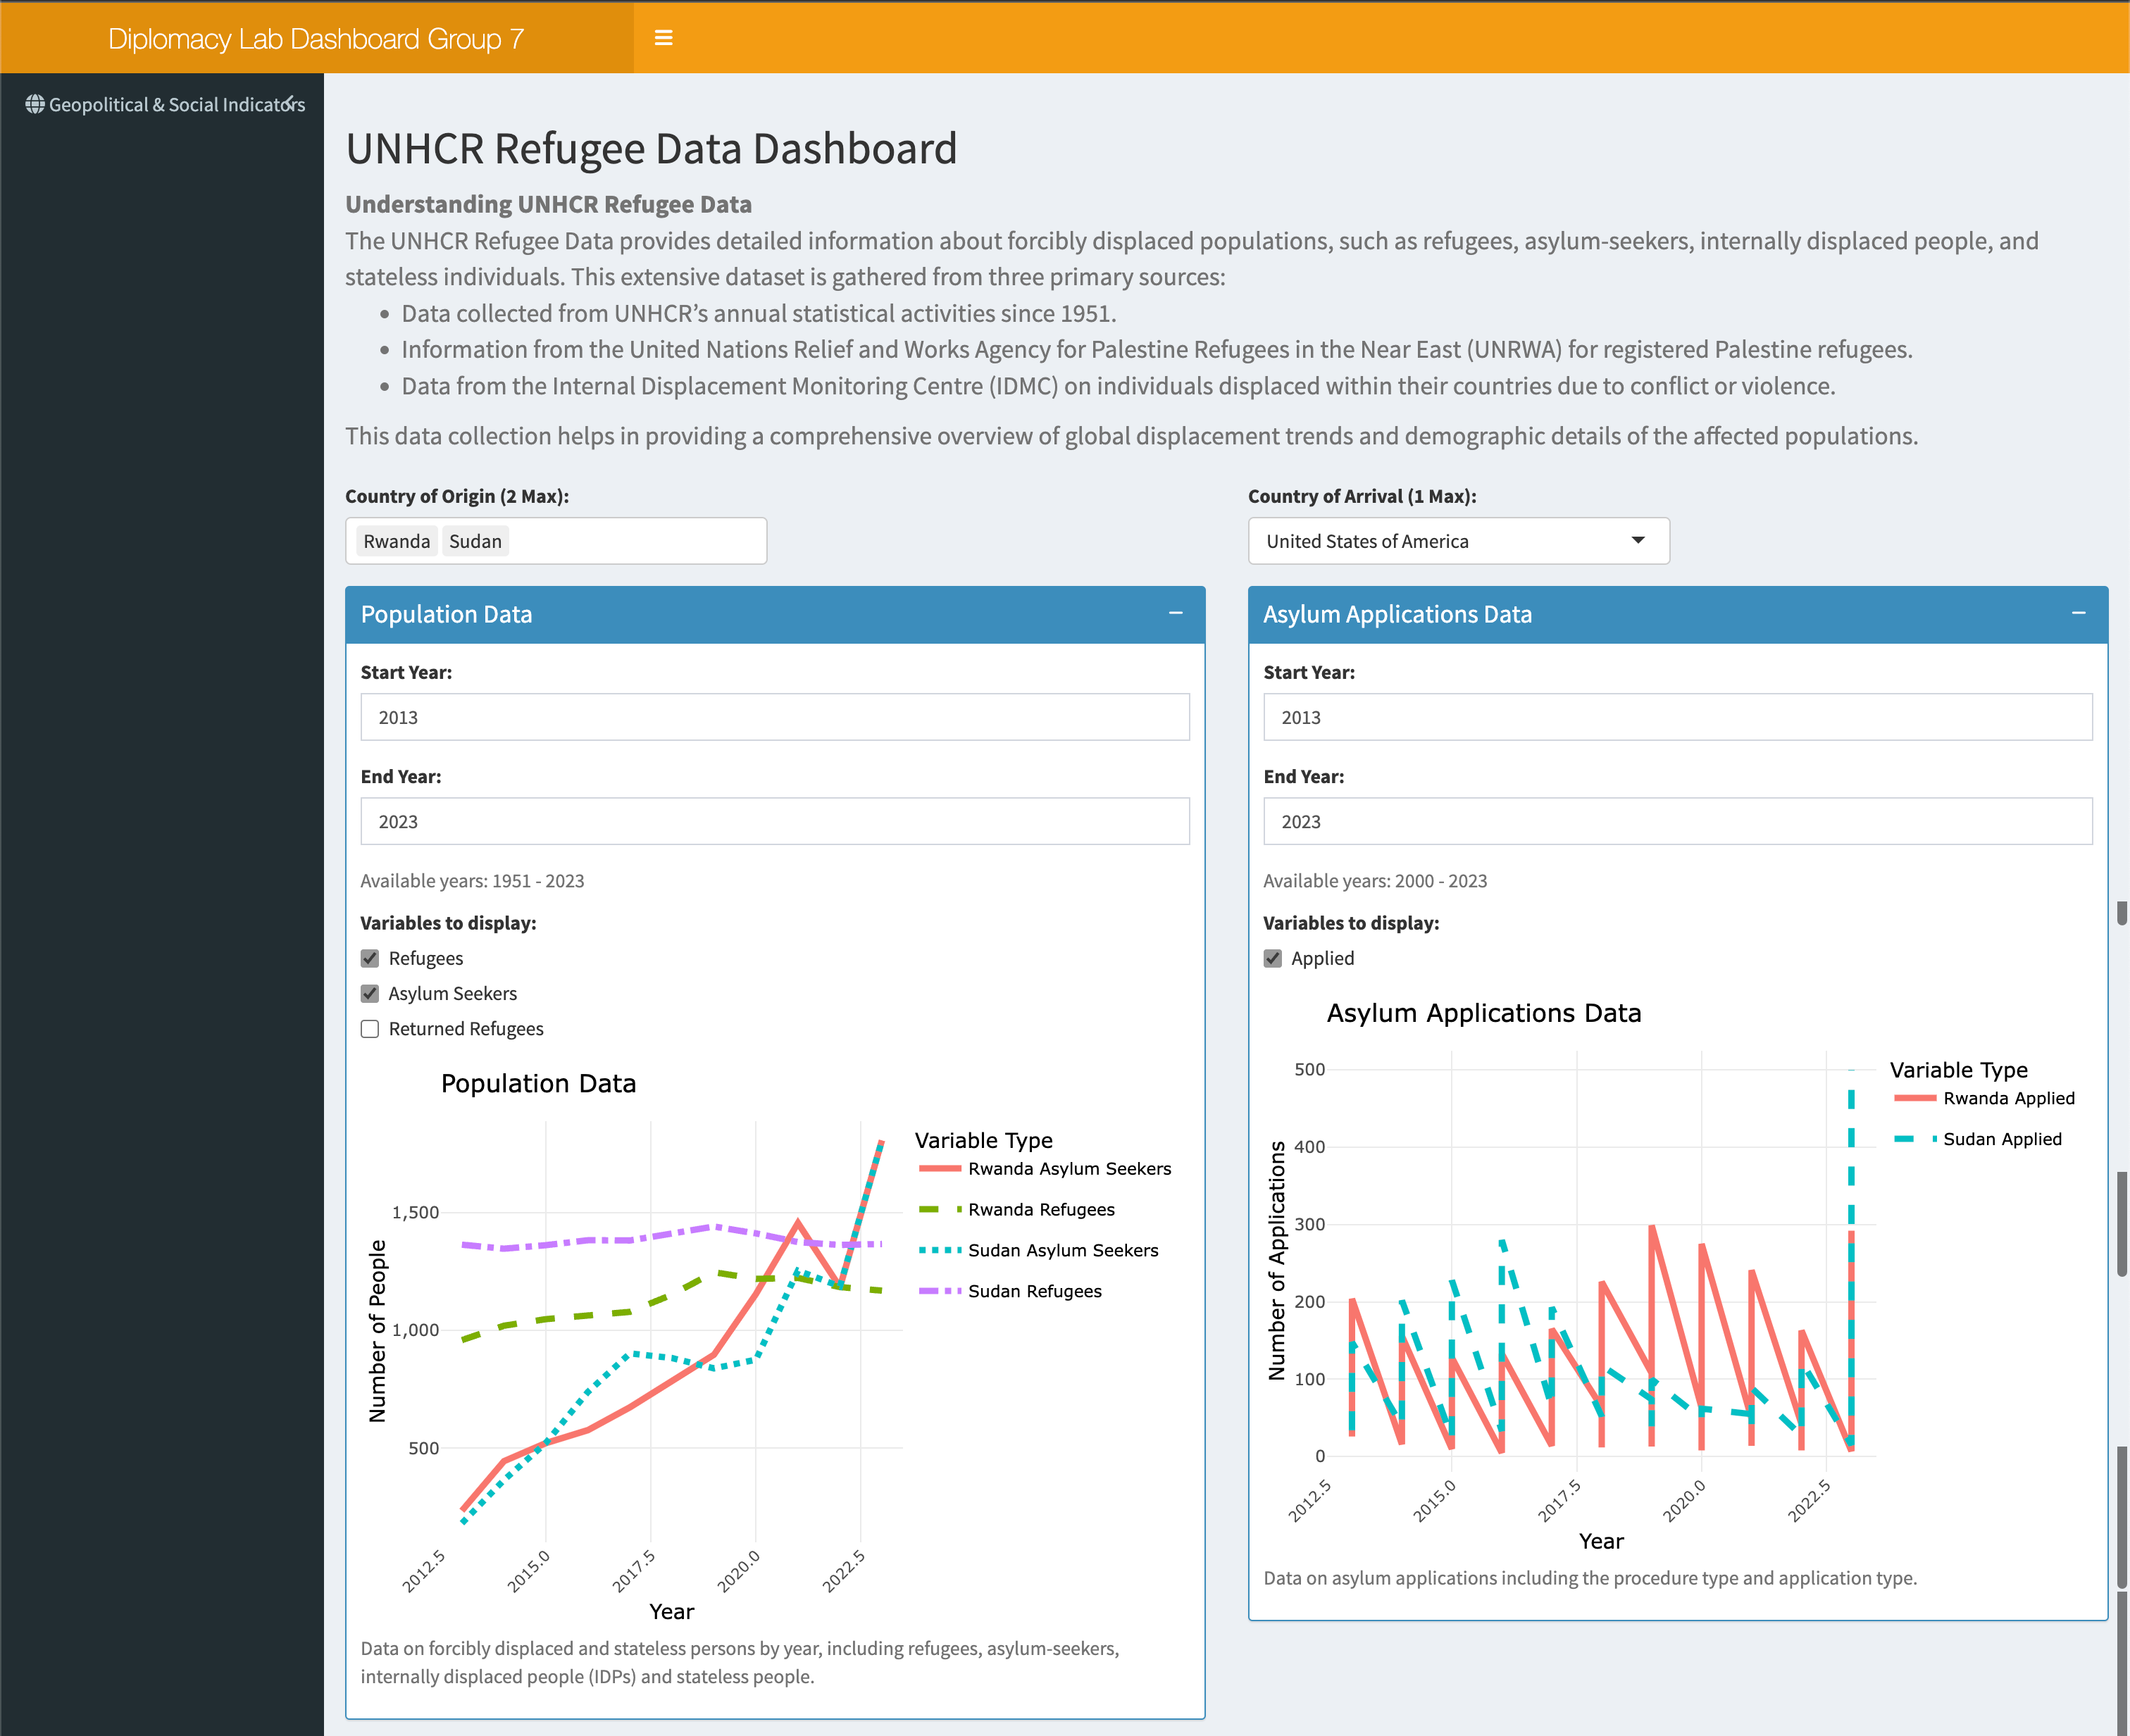 Diplomacy Lab Dashboard Group 7
Geopolitical & Social Indicators
UNHCR Refugee Data Dashboard
Understanding UNHCR Refugee Data
The UNHCR Refugee Data provides detailed information about forcibly displaced populations, such as refugees, asylum-seekers, internally displaced people, and
stateless individuals. This extensive dataset is gathered from three primary sources:
• Data collected from UNHCR’s annual statistical activities since 1951.
• Information from the United Nations Relief and Works Agency for Palestine Refugees in the Near East (UNRWA) for registered Palestine refugees.
• Data from the Internal Displacement Monitoring Centre (IDMC) on individuals displaced within their countries due to conflict or violence.
This data collection helps in providing a comprehensive overview of global displacement trends and demographic details of the affected populations.
Country of Origin (2 Max):
Rwanda Sudan
Country of Arrival (1 Max):
United States of America
Population Data
Start Year:
2013
End Year:
2023
Available years: 1951 - 2023
Variables to display:
Refugees
Asylum Seekers
Returned Refugees
Population Data
Number of People
1,500
1,000
500
2012.5 2015.0 2017.5 2020.0 2022.5
Year
Variable Type
Rwanda Asylum Seekers
Rwanda Refugees
Sudan Asylum Seekers
Sudan Refugees
Data on forcibly displaced and stateless persons by year, including refugees, asylum-seekers,
internally displaced people (IDPs) and stateless people.
Asylum Applications Data
Start Year:
2013
End Year:
2023
Available years: 2000 - 2023
Variables to display:
Applied
Asylum Applications Data
Number of Applications
500
400
300
200
100
0
2012.5 2015.0 2017.5 2020.0 2022.5
Year
Variable Type
Rwanda Applied
Sudan Applied
Data on asylum applications including the procedure type and application type.